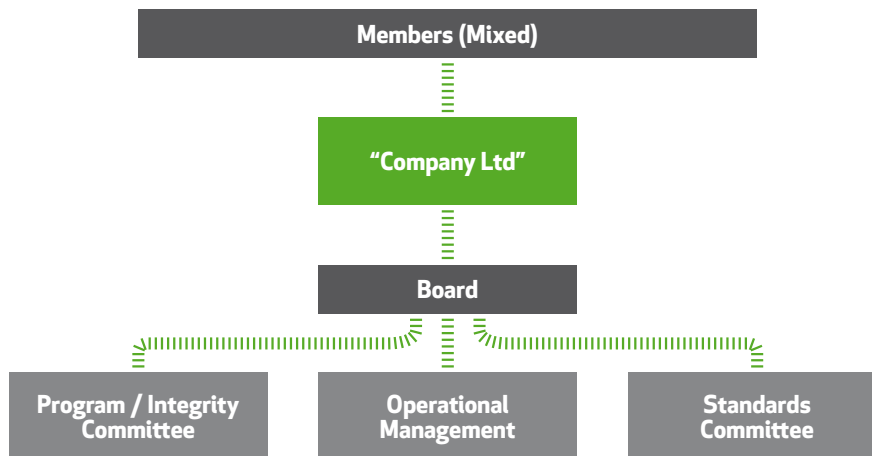 Members (Mixed)
“Company Ltd”
Board
Program / Integrity
Committee
Operational
Management
Standards
Committee